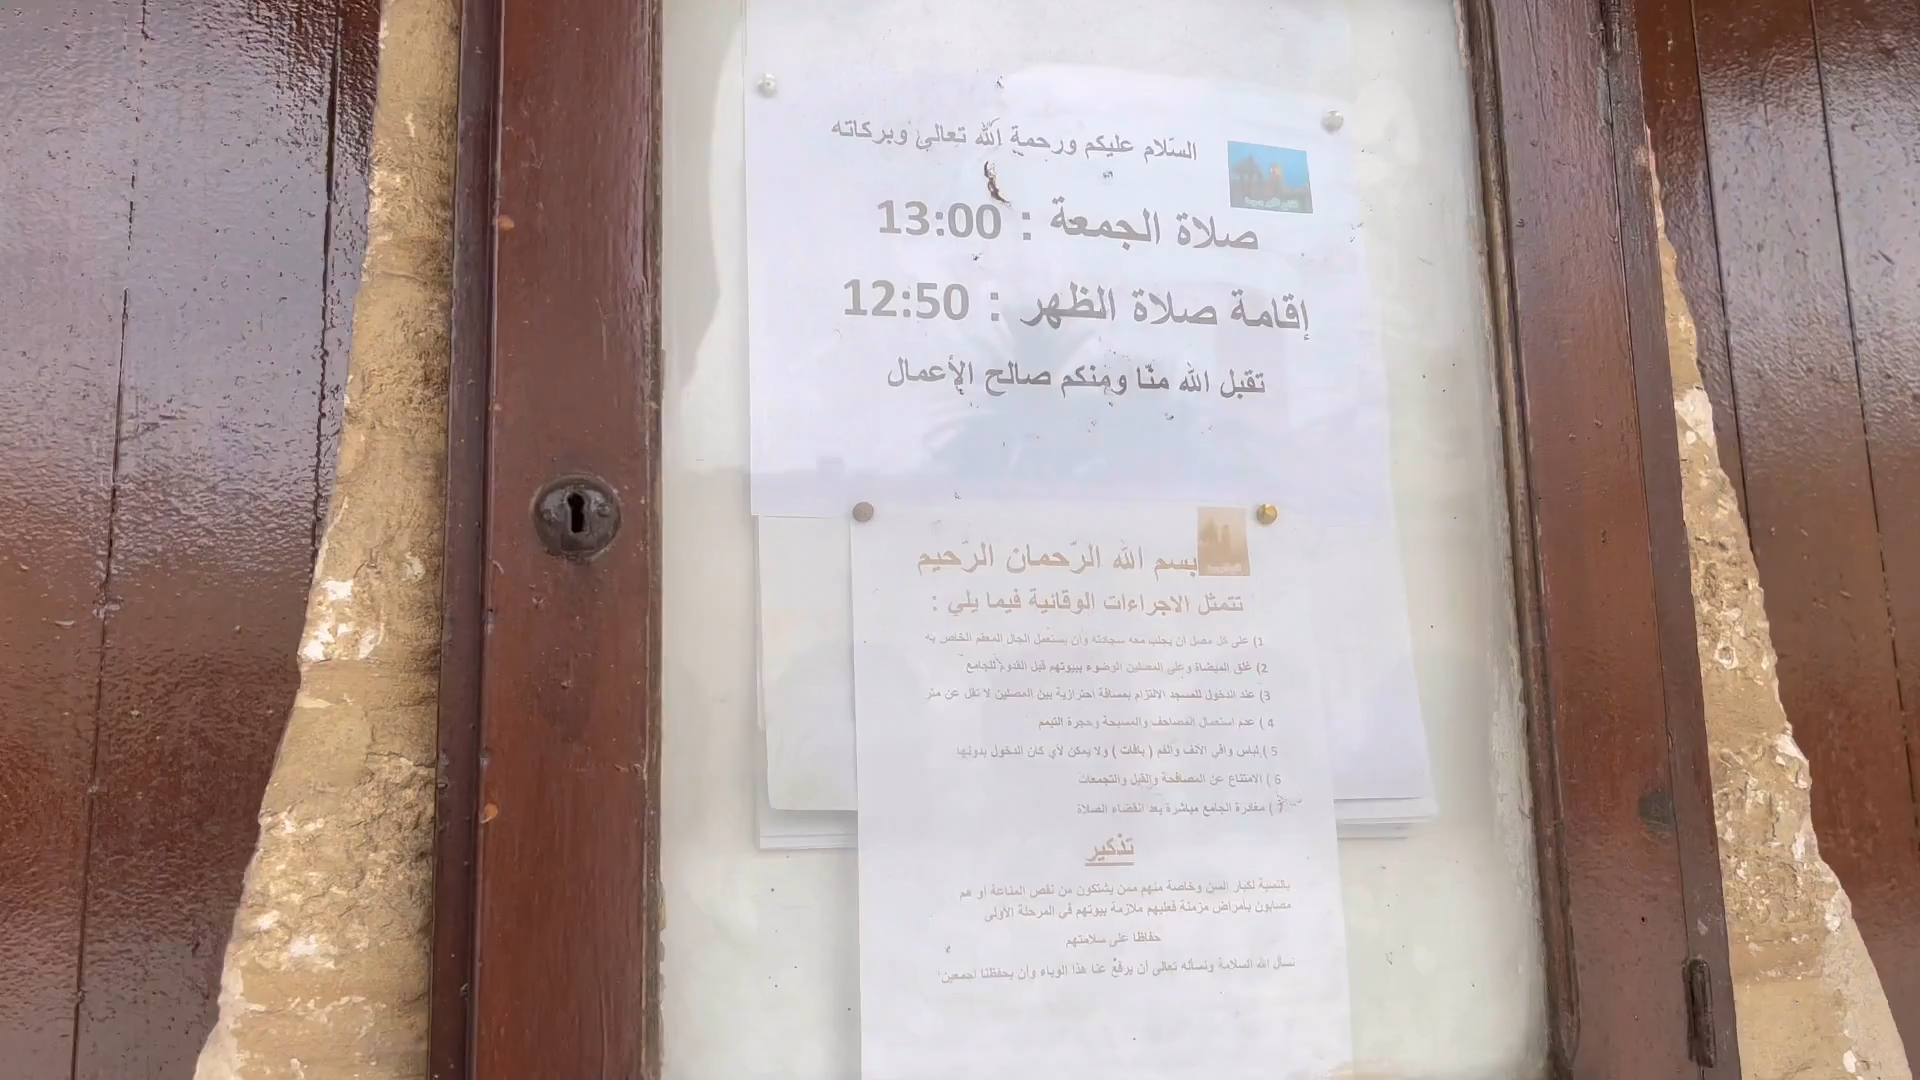 السّلام عليكم ورحمة الله تعالى وبركاته
صلاة الجمعة : 13:00
إقامة صلاة الظهر : 12:50
تقبل الله منّا ومنكم صالح الأعمال
بسم الله الرّحمان الرّحيم
تتمثل الاجراءات الوقائية فيما يلي :
1) على كل مصل أن يجلب معه سجادته وأن يستعمل الجال المعقم الخاص به
2) غلق الميضاة وعلى المصلين الوضوء ببيوتهم قبل القدوم للجامع
3) عند الدخول للمسجد الالتزام بمسافة احترازية بين المصلين لا تقل عن متر
4 ) عدم استعمال المصاحف والمسبحة وحجرة التيمم
5 ) لباس واقي الأنف والفم ( بافات ) ولا يمكن لأي كان الدخول بدونها
6 ) الامتناع عن المصافحة والقبل والتجمعات
7 ) مغادرة الجامع مباشرة بعد انقضاء الصلاة
تذكير
بالنسبة لكبار السن وخاصة منهم ممن يشتكون من نقص المناعة أو هم
مصابون بأمراض مزمنة فعليهم ملازمة بيوتهم في المرحلة الأولى
حفاظا على سلامتهم
نسأل الله السلامة ونسأله تعالى أن يرفع عنا هذا الوباء وأن يحفظنا أجمعين